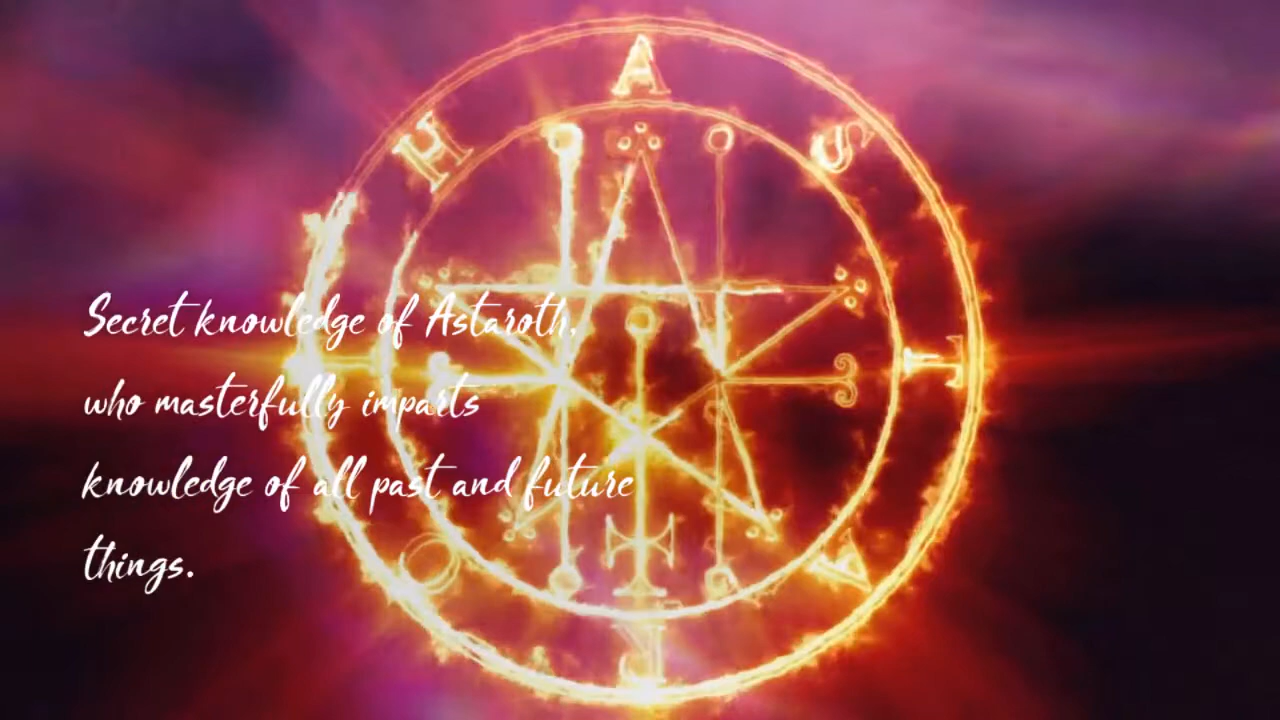 Secret knowledge of Astaroth,
who masterfully imparts
knowledge of all past and future
things.
A S T A R O T H